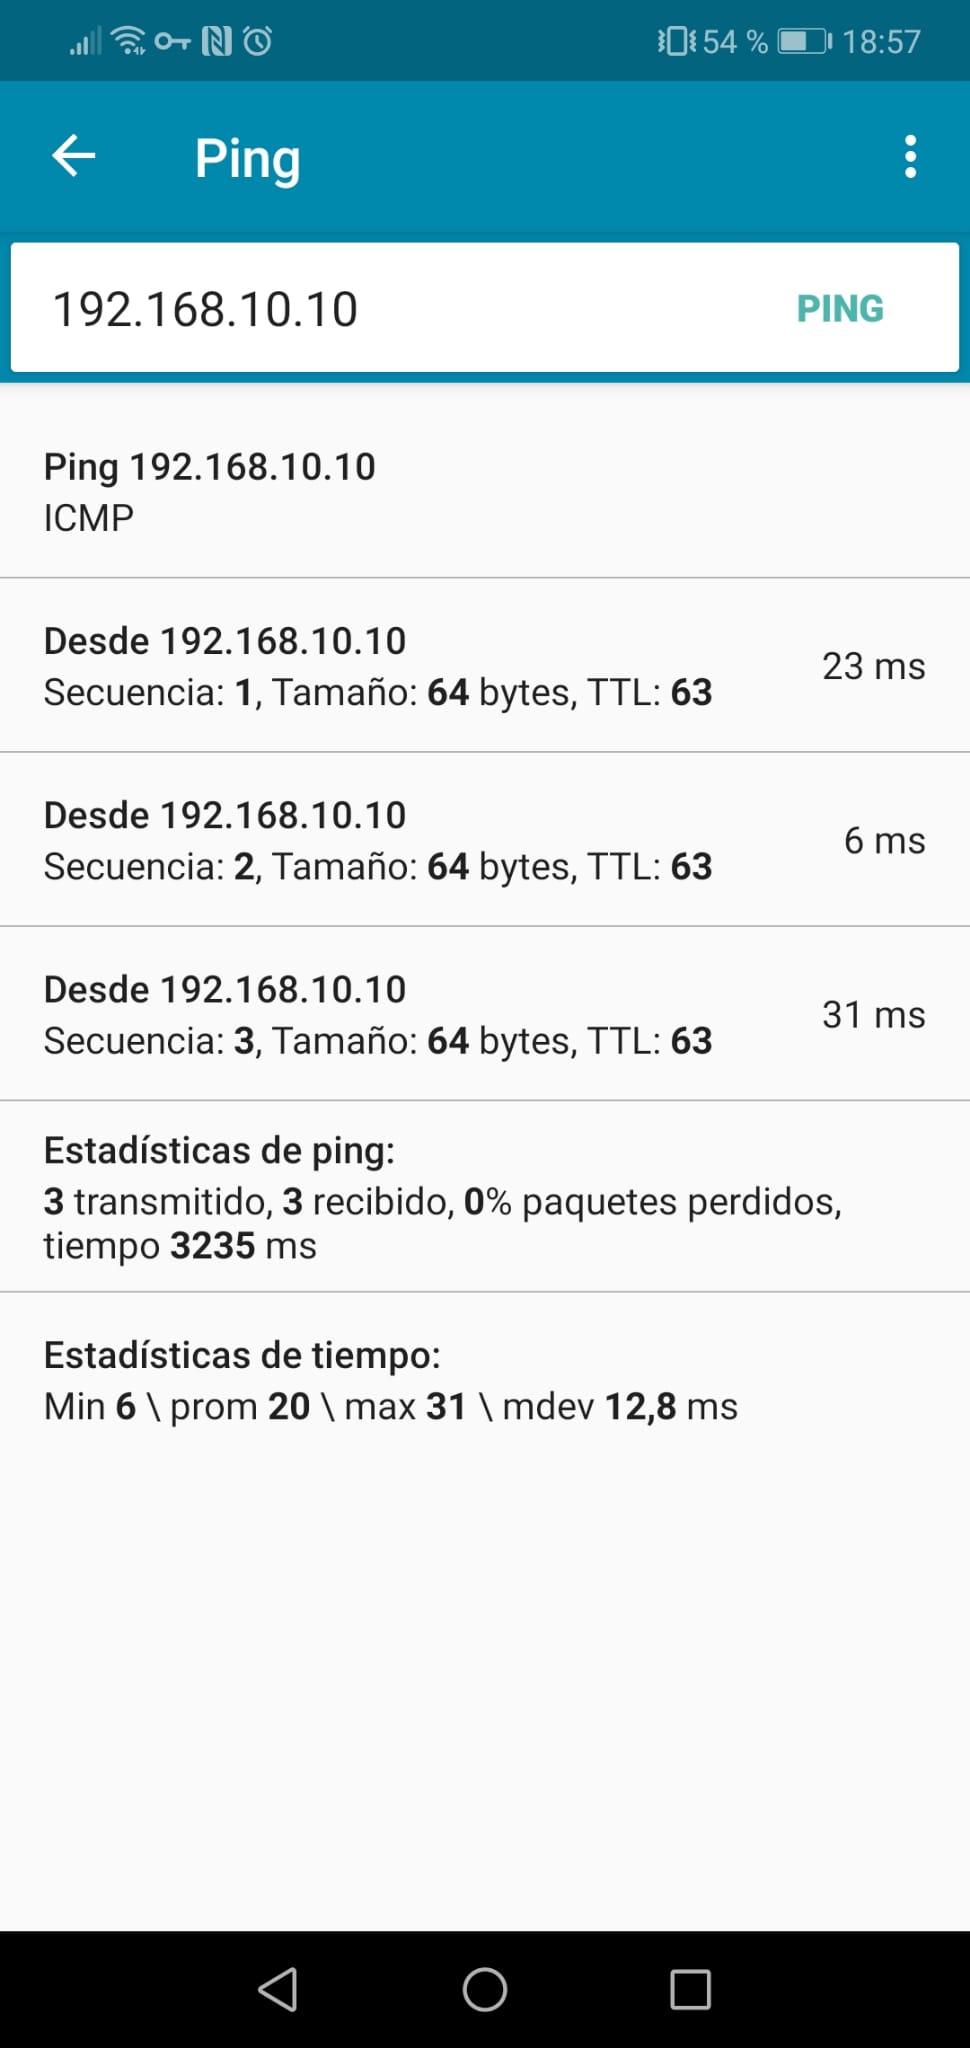 54 % 18:57
Ping
192.168.10.10 PING
Ping 192.168.10.10
ICMP
Desde 192.168.10.10
Secuencia: 1, Tamaño: 64 bytes, TTL: 63
23 ms
Desde 192.168.10.10
Secuencia: 2, Tamaño: 64 bytes, TTL: 63
6 ms
Desde 192.168.10.10
Secuencia: 3, Tamaño: 64 bytes, TTL: 63
31 ms
Estadísticas de ping:
3 transmitido, 3 recibido, 0% paquetes perdidos,
tiempo 3235 ms
Estadísticas de tiempo:
Min 6 \ prom 20 \ max 31 \ mdev 12,8 ms